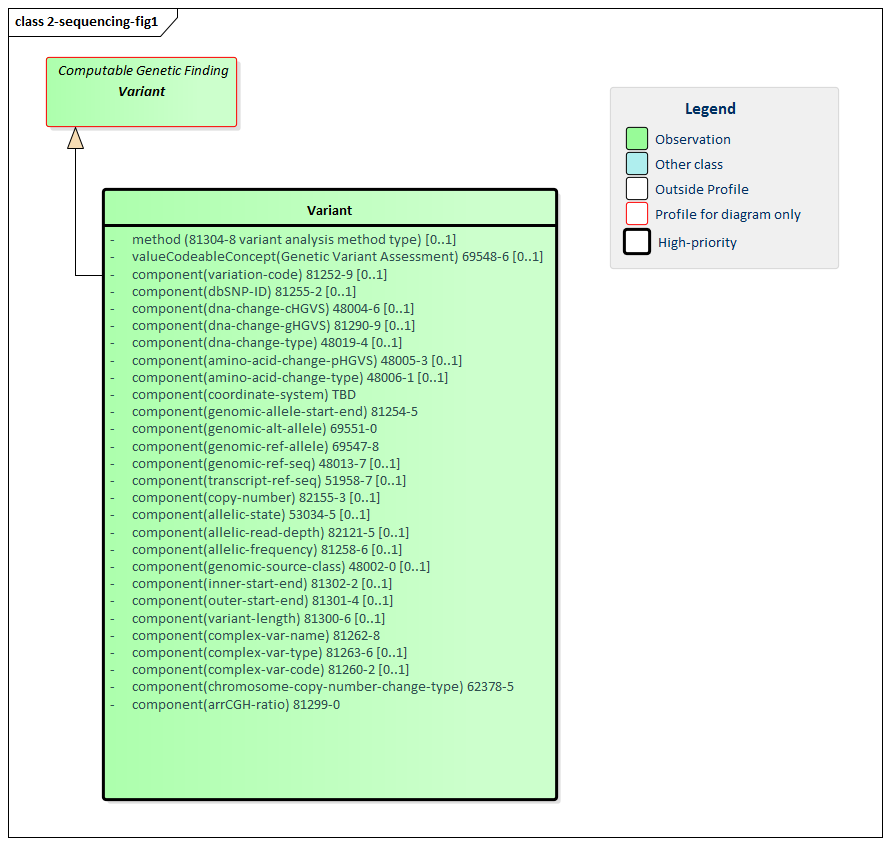 class 2-sequencing-fig1
Computable Genetic Finding
Variant
Variant
- method (81304-8 variant analysis method type) [0..1]
- valueCodeableConcept(Genetic Variant Assessment) 69548-6 [0..1]
- component(variation-code) 81252-9 [0..1]
- component(dbSNP-ID) 81255-2 [0..1]
- component(dna-change-cHGVS) 48004-6 [0..1]
- component(dna-change-gHGVS) 81290-9 [0..1]
- component(dna-change-type) 48019-4 [0..1]
- component(amino-acid-change-pHGVS) 48005-3 [0..1]
- component(amino-acid-change-type) 48006-1 [0..1]
- component(coordinate-system) TBD
- component(genomic-allele-start-end) 81254-5
- component(genomic-alt-allele) 69551-0
- component(genomic-ref-allele) 69547-8
- component(genomic-ref-seq) 48013-7 [0..1]
- component(transcript-ref-seq) 51958-7 [0..1]
- component(copy-number) 82155-3 [0..1]
- component(allelic-state) 53034-5 [0..1]
- component(allelic-read-depth) 82121-5 [0..1]
- component(allelic-frequency) 81258-6 [0..1]
- component(genomic-source-class) 48002-0 [0..1]
- component(inner-start-end) 81302-2 [0..1]
- component(outer-start-end) 81301-4 [0..1]
- component(variant-length) 81300-6 [0..1]
- component(complex-var-name) 81262-8
- component(complex-var-type) 81263-6 [0..1]
- component(complex-var-code) 81260-2 [0..1]
- component(chromosome-copy-number-change-type) 62378-5
- component(arrCGH-ratio) 81299-0
Legend
Observation
Other class
Outside Profile
Profile for diagram only
High-priority